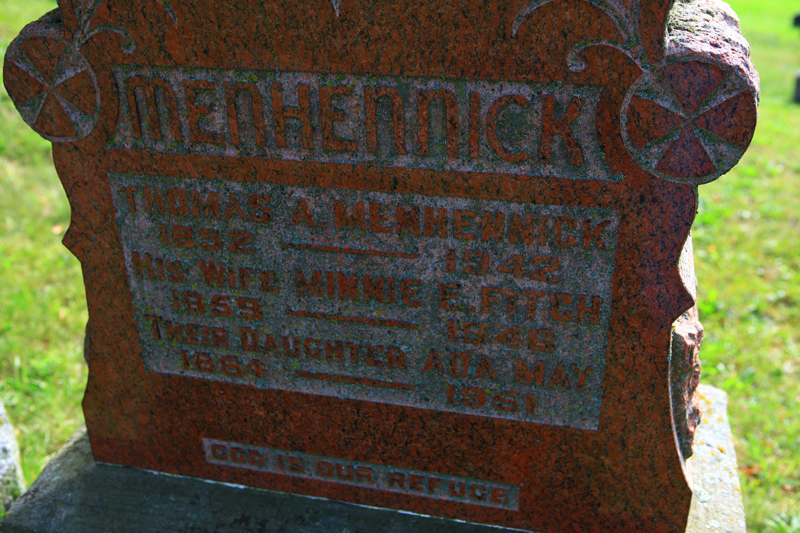 MENHENNICK
THOMAS A. MENHENNICK
1852 — 1942
HIS WIFE MINNIE E. FITCH
1859 — 1946
THEIR DAUGHTER ADA MAY
1884 — 1951
GOD IS OUR REFUGE